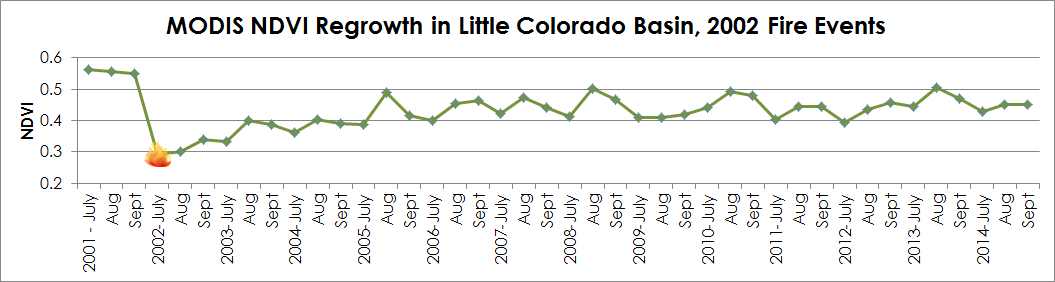 MODIS NDVI Regrowth in Little Colorado Basin, 2002 Fire Events
NDVI
0.6
0.5
0.4
0.3
0.2
2001 - July
Aug
Sept
2002- July
Aug
Sept
2003- July
Aug
Sept
2004- July
Aug
Sept
2005- July
Aug
Sept
2006- July
Aug
Sept
2007- July
Aug
Sept
2008- July
Aug
Sept
2009- July
Aug
Sept
2010- July
Aug
Sept
2011- July
Aug
Sept
2012- July
Aug
Sept
2013- July
Aug
Sept
2014- July
Aug
Sept